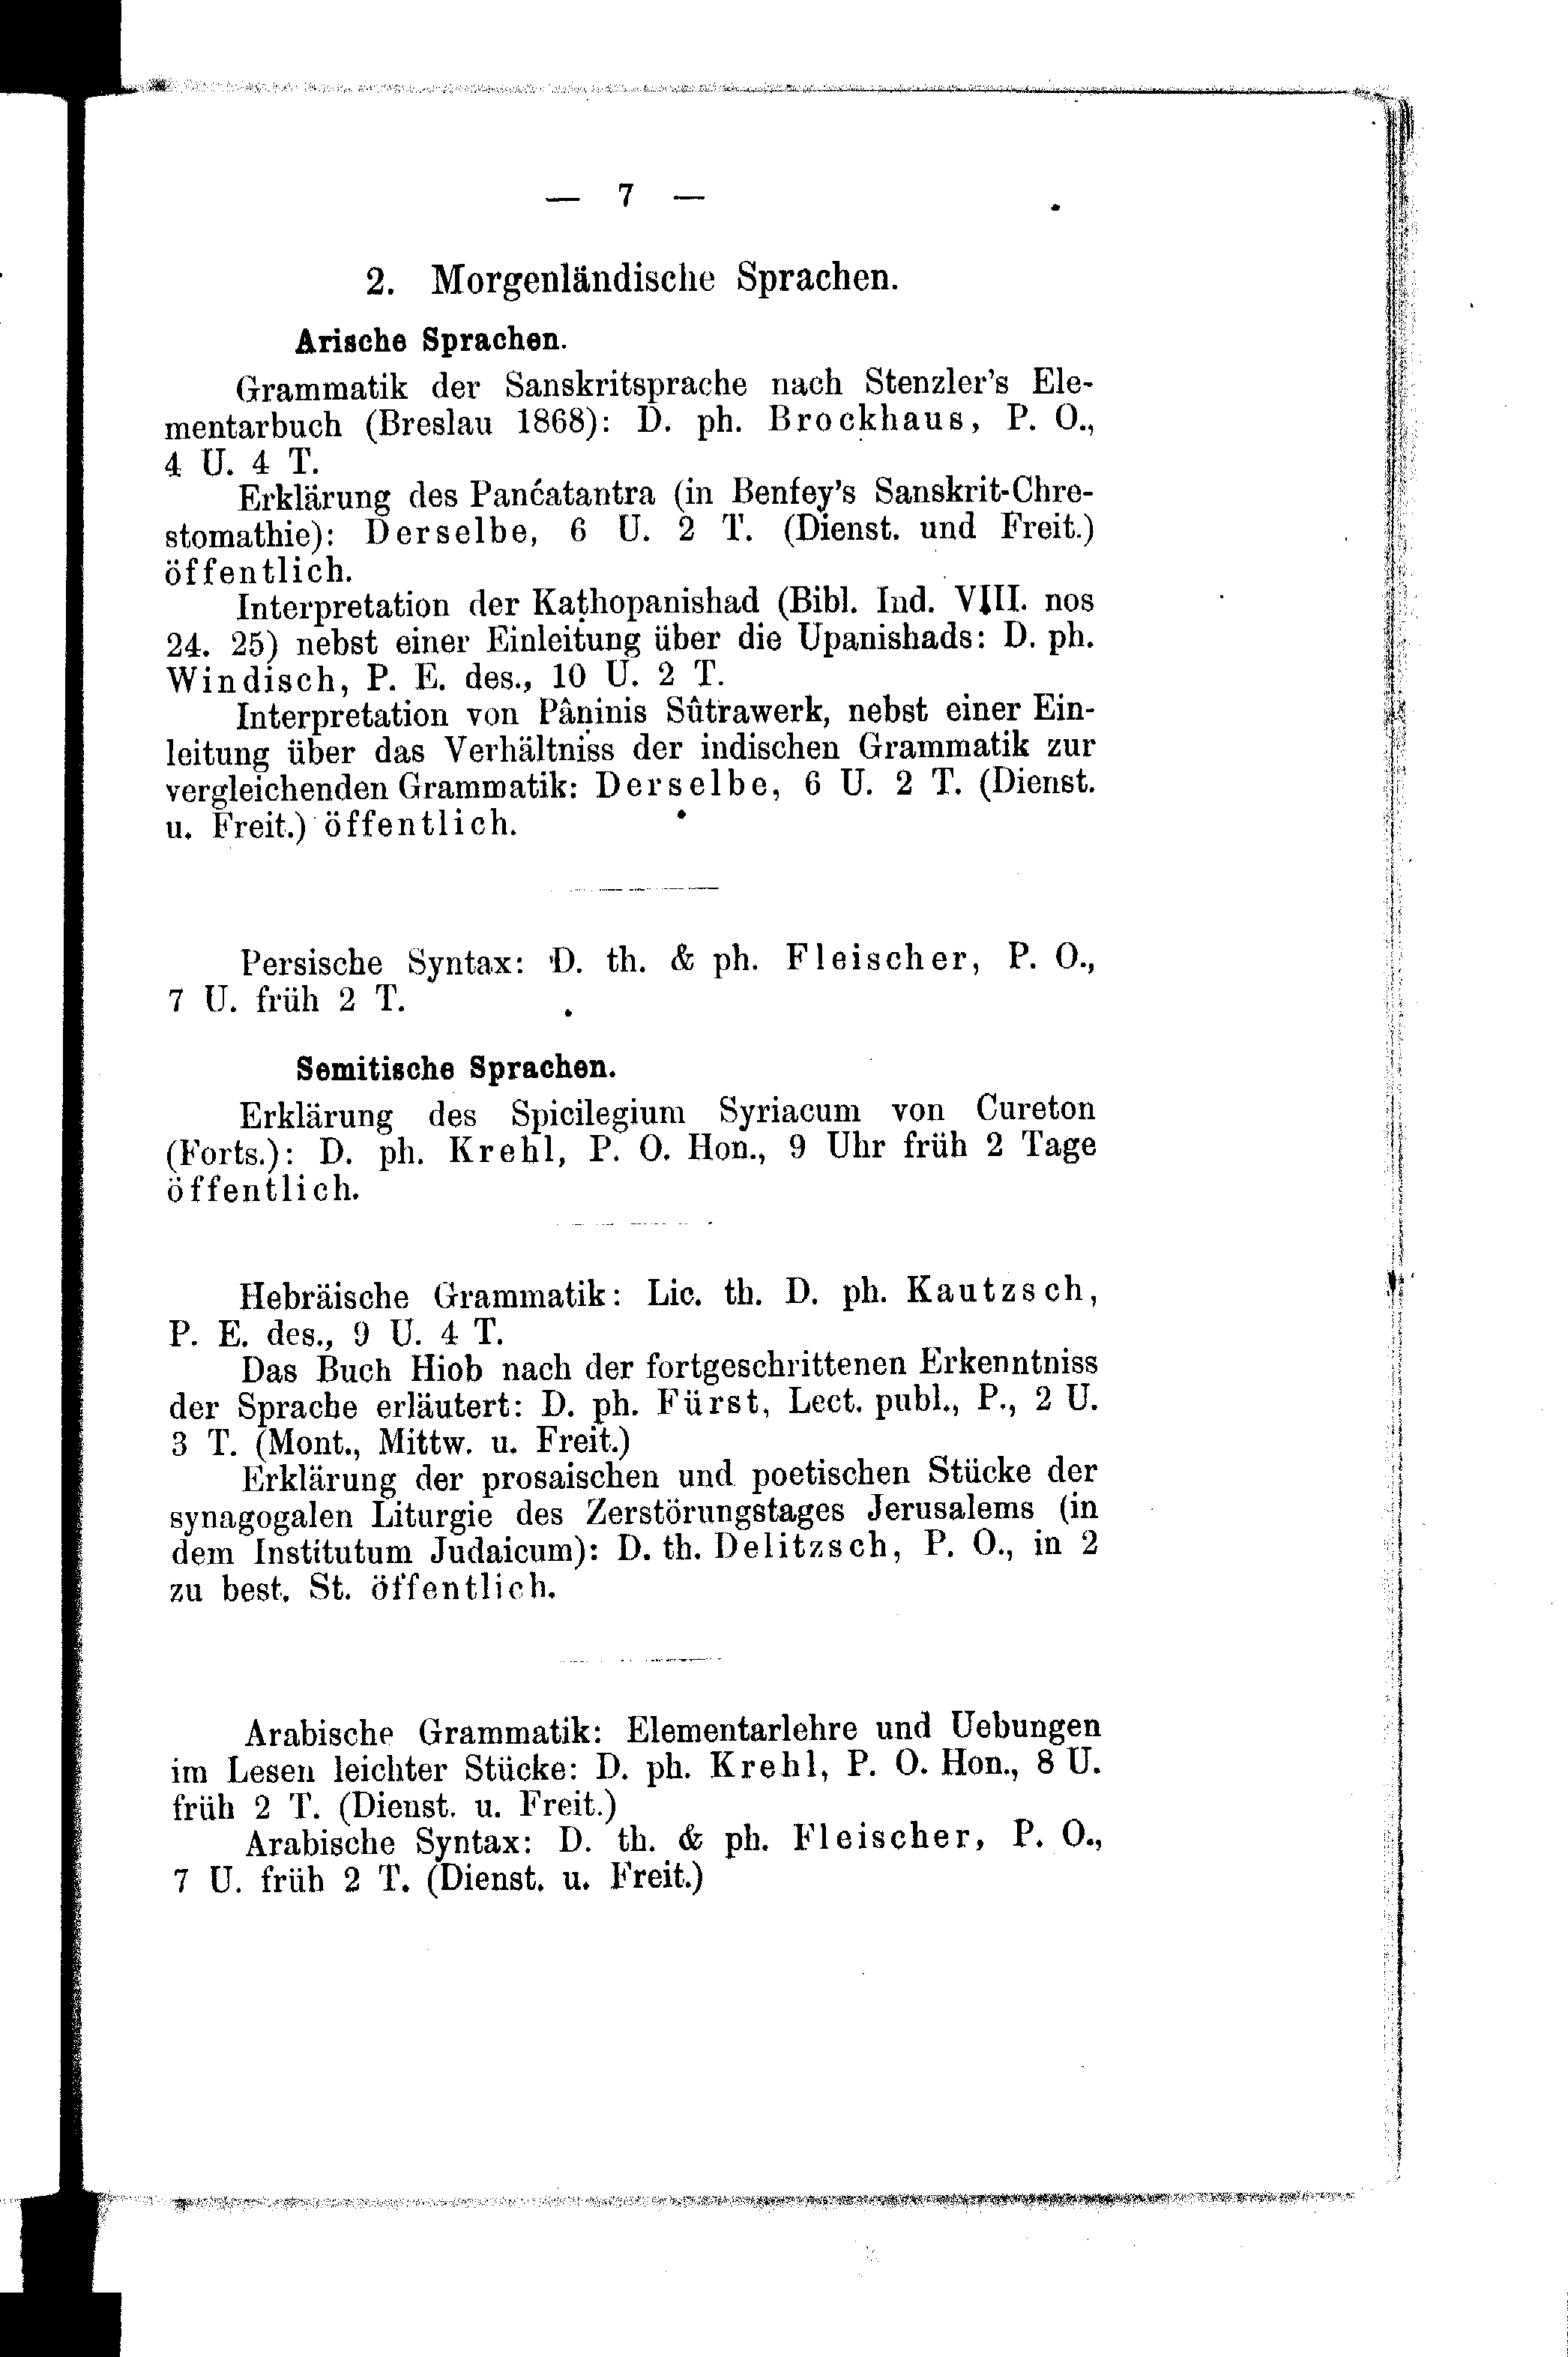 — 7 —
2. Morgenländische Sprachen.
Arische Sprachen.
Grammatik der Sanskritsprache nach Stenzler's Ele-
mentarbuch (Breslau 1868): D. ph. Brockhaus, P. O.,
4 U. 4 T.
Erklärung des Panćatantra (in Benfey's Sanskrit-Chre-
stomathie): Derselbe, 6 U. 2 T. (Dienst. und Freit.)
öffentlich.
Interpretation der Kaṭhopanishad (Bibl. Ind. VIII. nos
24. 25) nebst einer Einleitung über die Upanishads: D. ph.
Windisch, P. E. des., 10 U. 2 T.
Interpretation von Pâṇinis Sûtrawerk, nebst einer Ein-
leitung über das Verhältniss der indischen Grammatik zur
vergleichenden Grammatik: Derselbe, 6 U. 2 T. (Dienst.
u. Freit.) öffentlich.
Persische Syntax: D. th. & ph. Fleischer, P. O.,
7 U. früh 2 T.
Semitische Sprachen.
Erklärung des Spicilegium Syriacum von Cureton
(Forts.): D. ph. Krehl, P. O. Hon., 9 Uhr früh 2 Tage
öffentlich.
Hebräische Grammatik: Lic. th. D. ph. Kautzsch,
P. E. des., 9 U. 4 T.
Das Buch Hiob nach der fortgeschrittenen Erkenntniss
der Sprache erläutert: D. ph. Fürst, Lect. publ., P., 2 U.
3 T. (Mont., Mittw. u. Freit.)
Erklärung der prosaischen und poetischen Stücke der
synagogalen Liturgie des Zerstörungstages Jerusalems (in
dem Institutum Judaicum): D. th. Delitzsch, P. O., in 2
zu best. St. öffentlich.
Arabische Grammatik: Elementarlehre und Uebungen
im Lesen leichter Stücke: D. ph. Krehl, P. O. Hon., 8 U.
früh 2 T. (Dienst. u. Freit.)
Arabische Syntax: D. th. & ph. Fleischer, P. O.,
7 U. früh 2 T. (Dienst. u. Freit.)